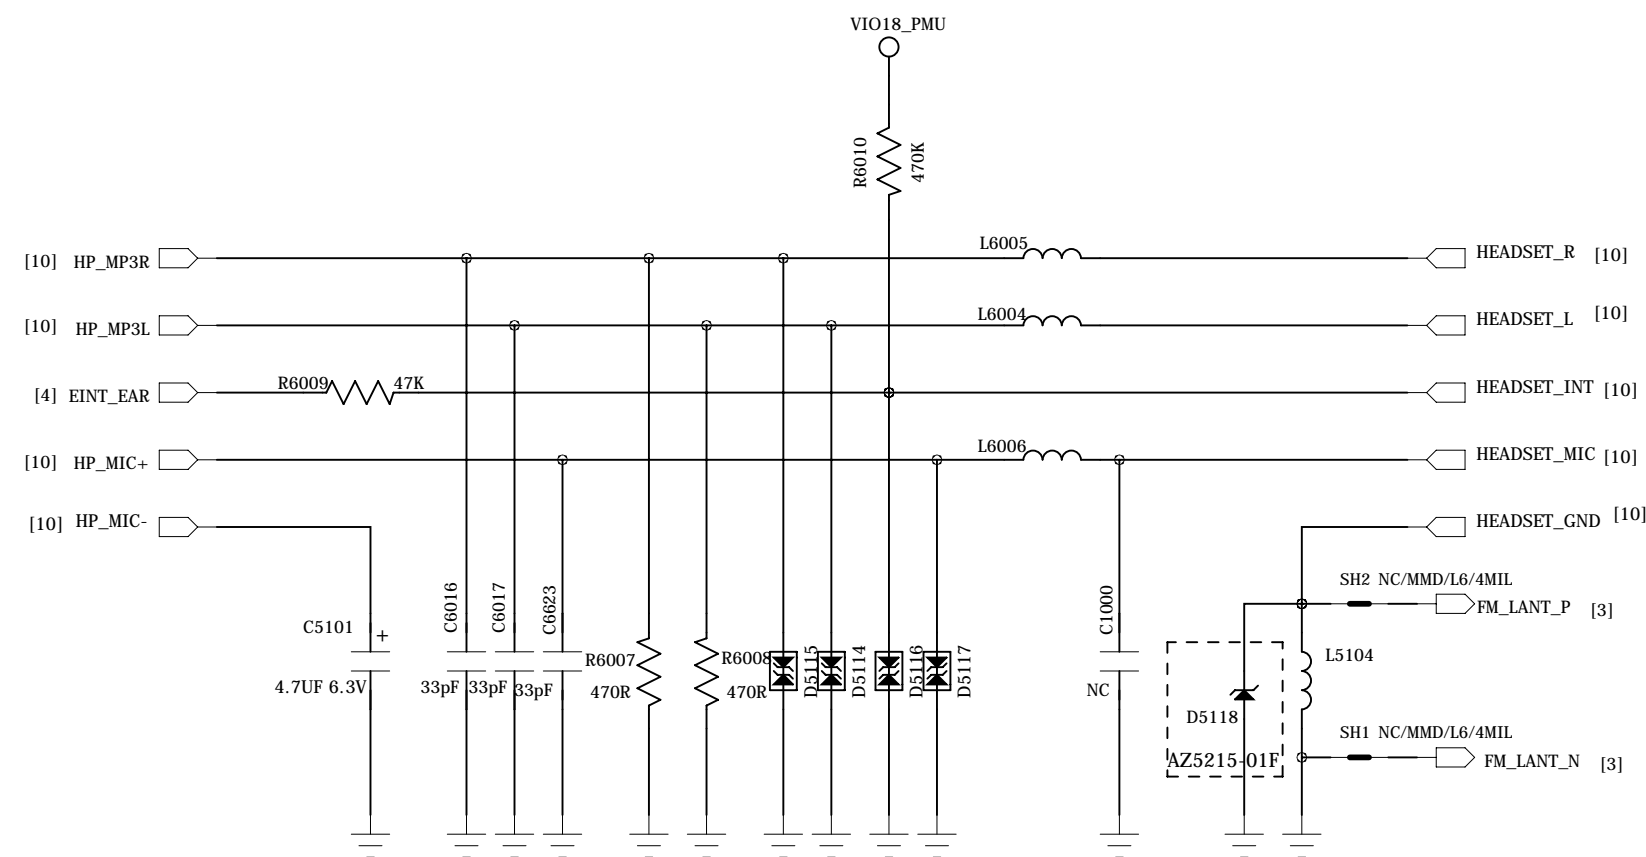 VIO18_PMU
R6010
470K
[10] HP_MP3R
L6005
HEADSET_R [10]
[10] HP_MP3L
L6004
HEADSET_L [10]
[4] EINT_EAR
R6009
47K
HEADSET_INT [10]
[10] HP_MIC+
L6006
HEADSET_MIC [10]
[10] HP_MIC-
HEADSET_GND [10]
SH2 NC/MMD/L6/4MIL
FM_LANT_P [3]
C5101
+
4.7UF 6.3V
C6016
33pF
C6017
33pF
C6623
33pF
R6007
470R
R6008
470R
D5115
D5114
D5116
D5117
C1000
NC
L5104
D5118
AZ5215-01F
SH1 NC/MMD/L6/4MIL
FM_LANT_N [3]